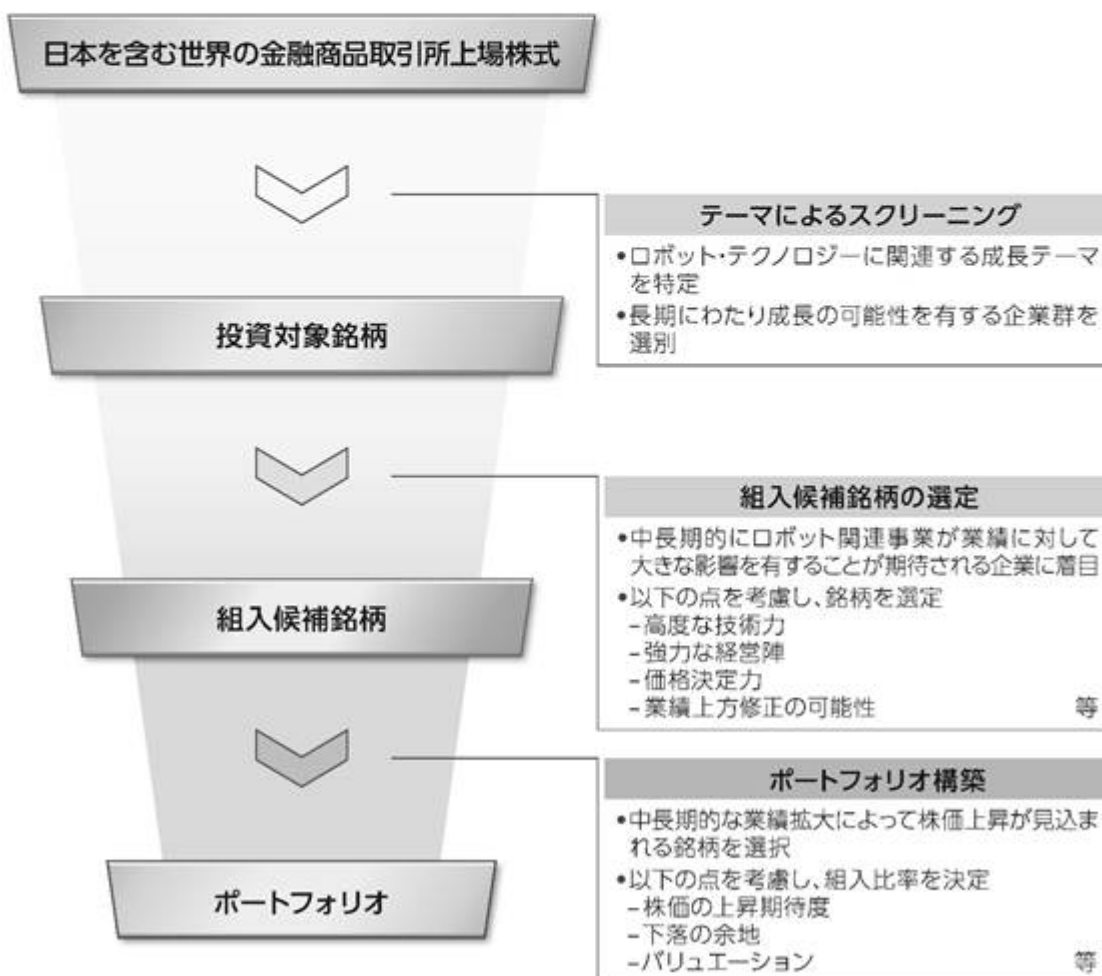 日本を含む世界の金融商品取引所上場株式
テーマによるスクリーニング
•ロボット・テクノロジーに関連する成長テーマ
を特定
•長期にわたり成長の可能性を有する企業群を
選別
投資対象銘柄
組入候補銘柄の選定
•中長期的にロボット関連事業が業績に対して
大きな影響を有することが期待される企業に着目
•以下の点を考慮し、銘柄を選定
-高度な技術力
-強力な経営陣
-価格決定力
-業績上方修正の可能性 等
組入候補銘柄
ポートフォリオ構築
•中長期的な業績拡大によって株価上昇が見込ま
れる銘柄を選択
•以下の点を考慮し、組入比率を決定
-株価の上昇期待度
-下落の余地
-バリュエーション 等
ポートフォリオ